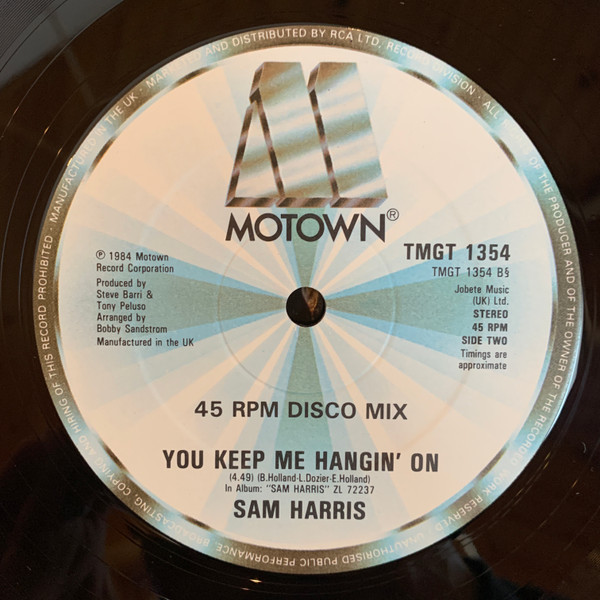 MANUFACTURED IN THE UK · MARKETED AND DISTRIBUTED BY RCA LTD. RECORD DIVISION · ALL RIGHTS OF THE PRODUCER AND OF THE OWNER OF THE RECORDED WORK RESERVED · UNAUTHORISED PUBLIC PERFORMANCE, BROADCASTING, COPYING AND HIRING OF THIS RECORD PROHIBITED ·
MOTOWN®
℗ 1984 Motown
Record Corporation
Produced by
Steve Barri &
Tony Peluso
Arranged by
Bobby Sandstrom
Manufactured in the UK
TMGT 1354
TMGT 1354 B§
Jobete Music
(UK) Ltd.
STEREO
45 RPM
SIDE TWO
Timings are
approximate
45 RPM DISCO MIX
YOU KEEP ME HANGIN' ON
(4.49) (B.Holland-L.Dozier-E.Holland)
In Album: "SAM HARRIS" ZL 72237
SAM HARRIS